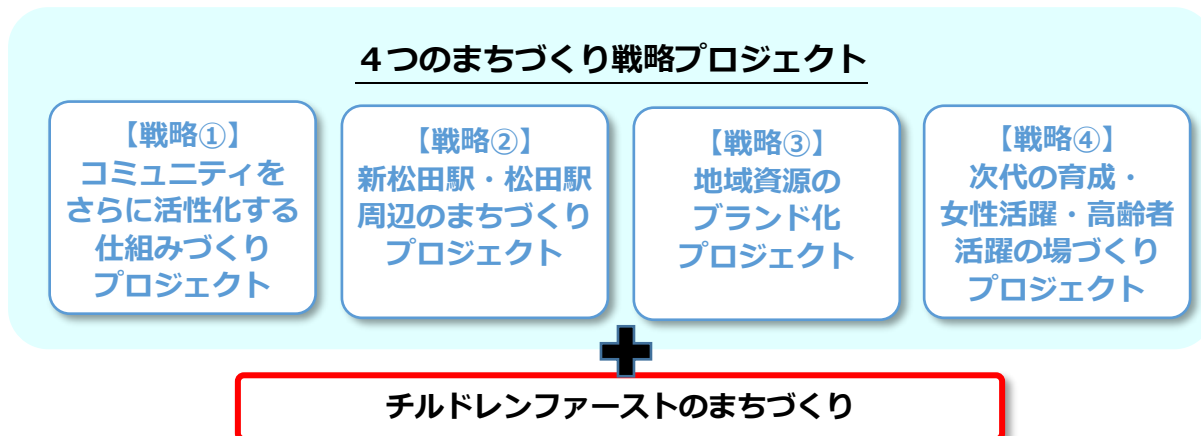 ４つのまちづくり戦略プロジェクト
【戦略①】
コミュニティを
さらに活性化する
仕組みづくり
プロジェクト
【戦略②】
新松田駅・松田駅
周辺のまちづくり
プロジェクト
【戦略③】
地域資源の
ブランド化
プロジェクト
【戦略④】
次代の育成・
女性活躍・高齢者
活躍の場づくり
プロジェクト
チルドレンファーストのまちづくり